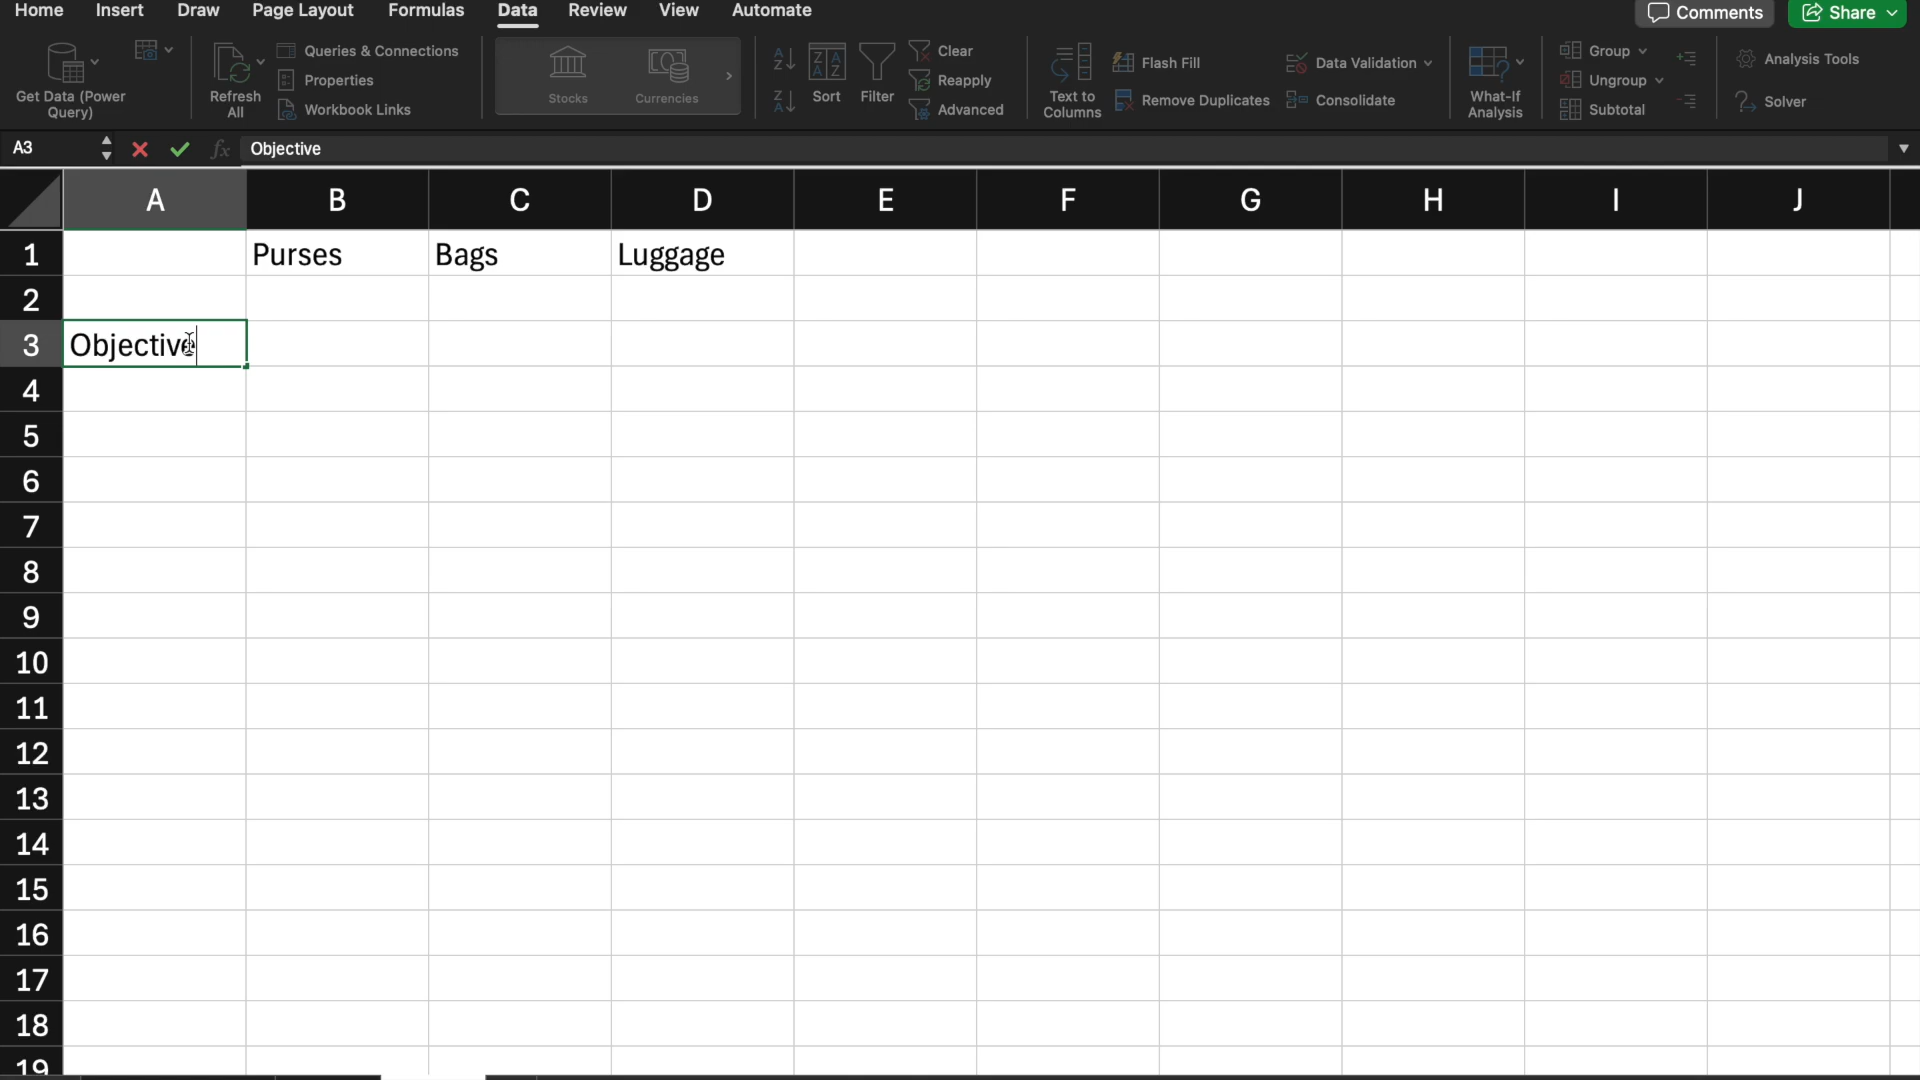 Home Insert Draw Page Layout Formulas Data Review View Automate Comments Share
Get Data (Power Query)
Refresh All
Queries & Connections
Properties
Workbook Links
Stocks
Currencies
Sort
Filter
Clear
Reapply
Advanced
Text to Columns
Flash Fill
Remove Duplicates
Data Validation
Consolidate
What-If Analysis
Group
Ungroup
Subtotal
Analysis Tools
Solver
A3 fx Objective
A B C D E F G H I J
1 Purses Bags Luggage
2
3 Objective
4
5
6
7
8
9
10
11
12
13
14
15
16
17
18
19